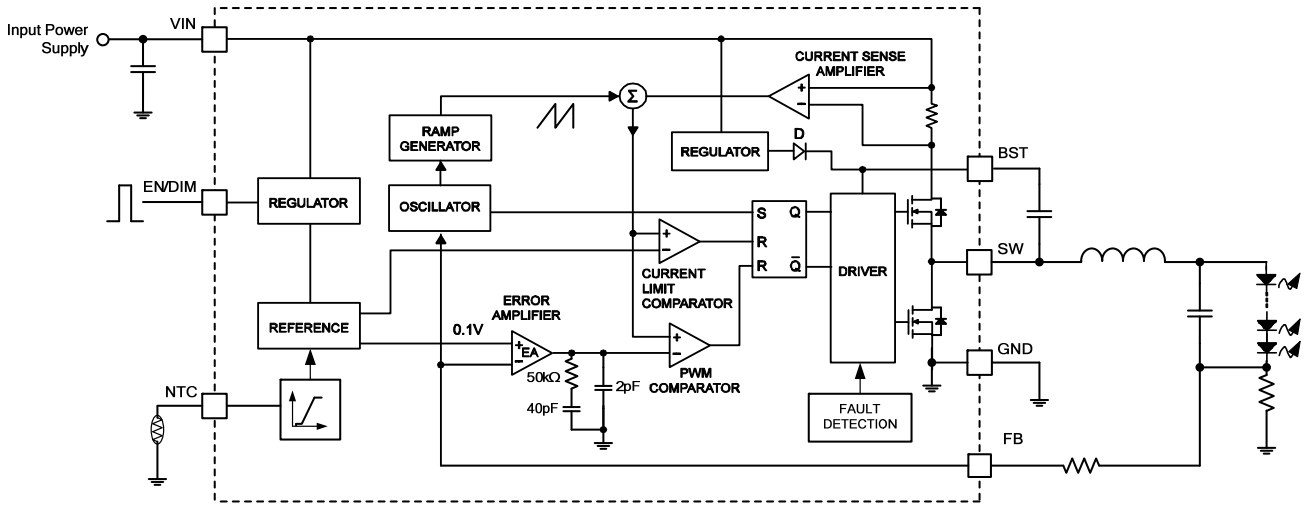 VIN
Input Power
Supply
CURRENT SENSE
AMPLIFIER
+
−
Σ
RAMP
GENERATOR
REGULATOR
D
BST
EN/DIM
REGULATOR
OSCILLATOR
S Q
R
R Q̅
DRIVER
+
−
CURRENT
LIMIT
COMPARATOR
SW
REFERENCE
ERROR
AMPLIFIER
0.1V
+
EA
−
50kΩ
40pF
2pF
+
−
PWM
COMPARATOR
GND
NTC
FAULT
DETECTION
FB